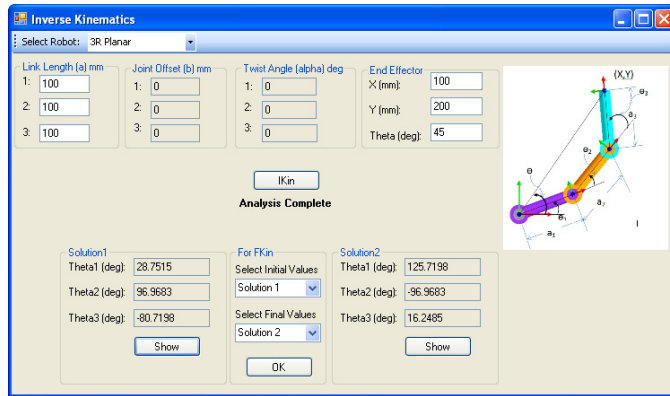 Inverse Kinematics
Select Robot: 3R Planar
Link Length (a) mm
1: 100
2: 100
3: 100
Joint Offset (b) mm
1: 0
2: 0
3: 0
Twist Angle (alpha) deg
1: 0
2: 0
3: 0
End Effector
X (mm): 100
Y (mm): 200
Theta (deg): 45
(X,Y)
θ3
a3
θ2
θ
a2
θ1
a1
I
IKin
Analysis Complete
Solution1
Theta1 (deg): 28.7515
Theta2 (deg): 96.9683
Theta3 (deg): -80.7198
Show
For FKin
Select Initial Values
Solution 1
Select Final Values
Solution 2
OK
Solution2
Theta1 (deg): 125.7198
Theta2 (deg): -96.9683
Theta3 (deg): 16.2485
Show